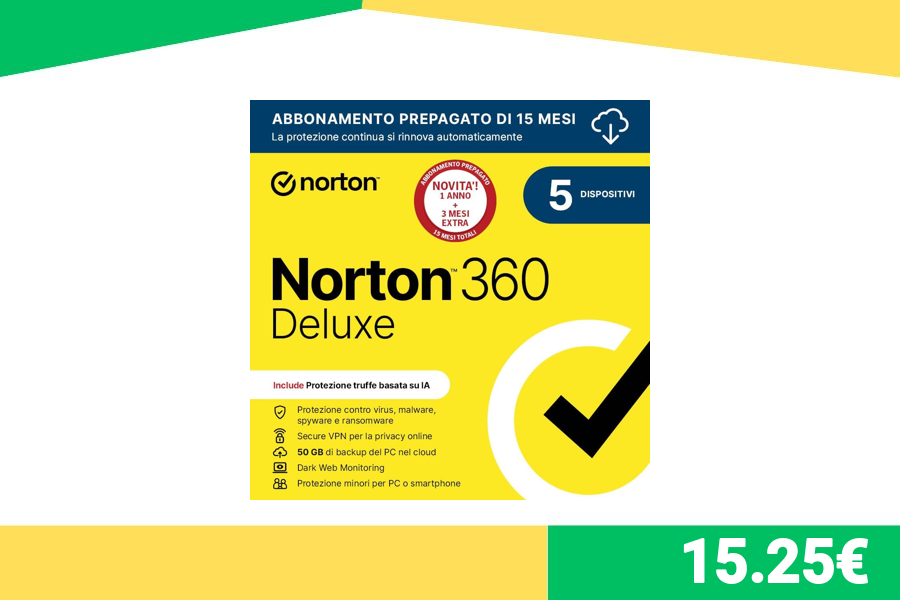 ABBONAMENTO PREPAGATO DI 15 MESI
La protezione continua si rinnova automaticamente
norton
ABBONAMENTO PREPAGATO
NOVITA'!
1 ANNO
+
3 MESI
EXTRA
15 MESI TOTALI
5 DISPOSITIVI
Norton™ 360
Deluxe
Include Protezione truffe basata su IA
Protezione contro virus, malware,
spyware e ransomware
Secure VPN per la privacy online
50 GB di backup del PC nel cloud
Dark Web Monitoring
Protezione minori per PC o smartphone
15.25€